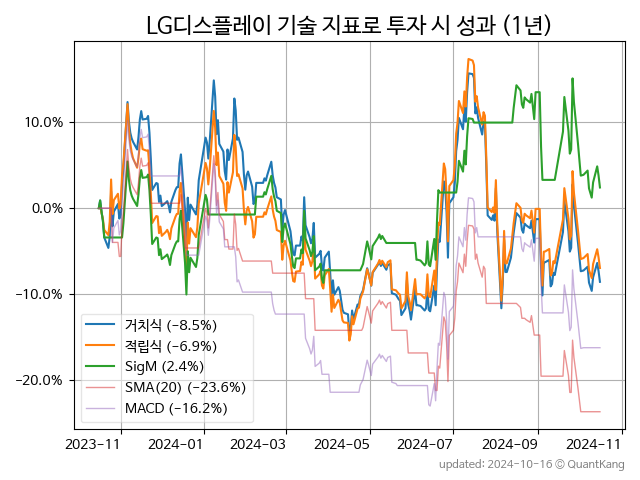 LG디스플레이 기술 지표로 투자 시 성과 (1년)
10.0%
0.0%
−10.0%
−20.0%
거치식 (−8.5%)
적립식 (−6.9%)
SigM (2.4%)
SMA(20) (−23.6%)
MACD (−16.2%)
2023-11 2024-01 2024-03 2024-05 2024-07 2024-09 2024-11
updated: 2024-10-16 © QuantKang